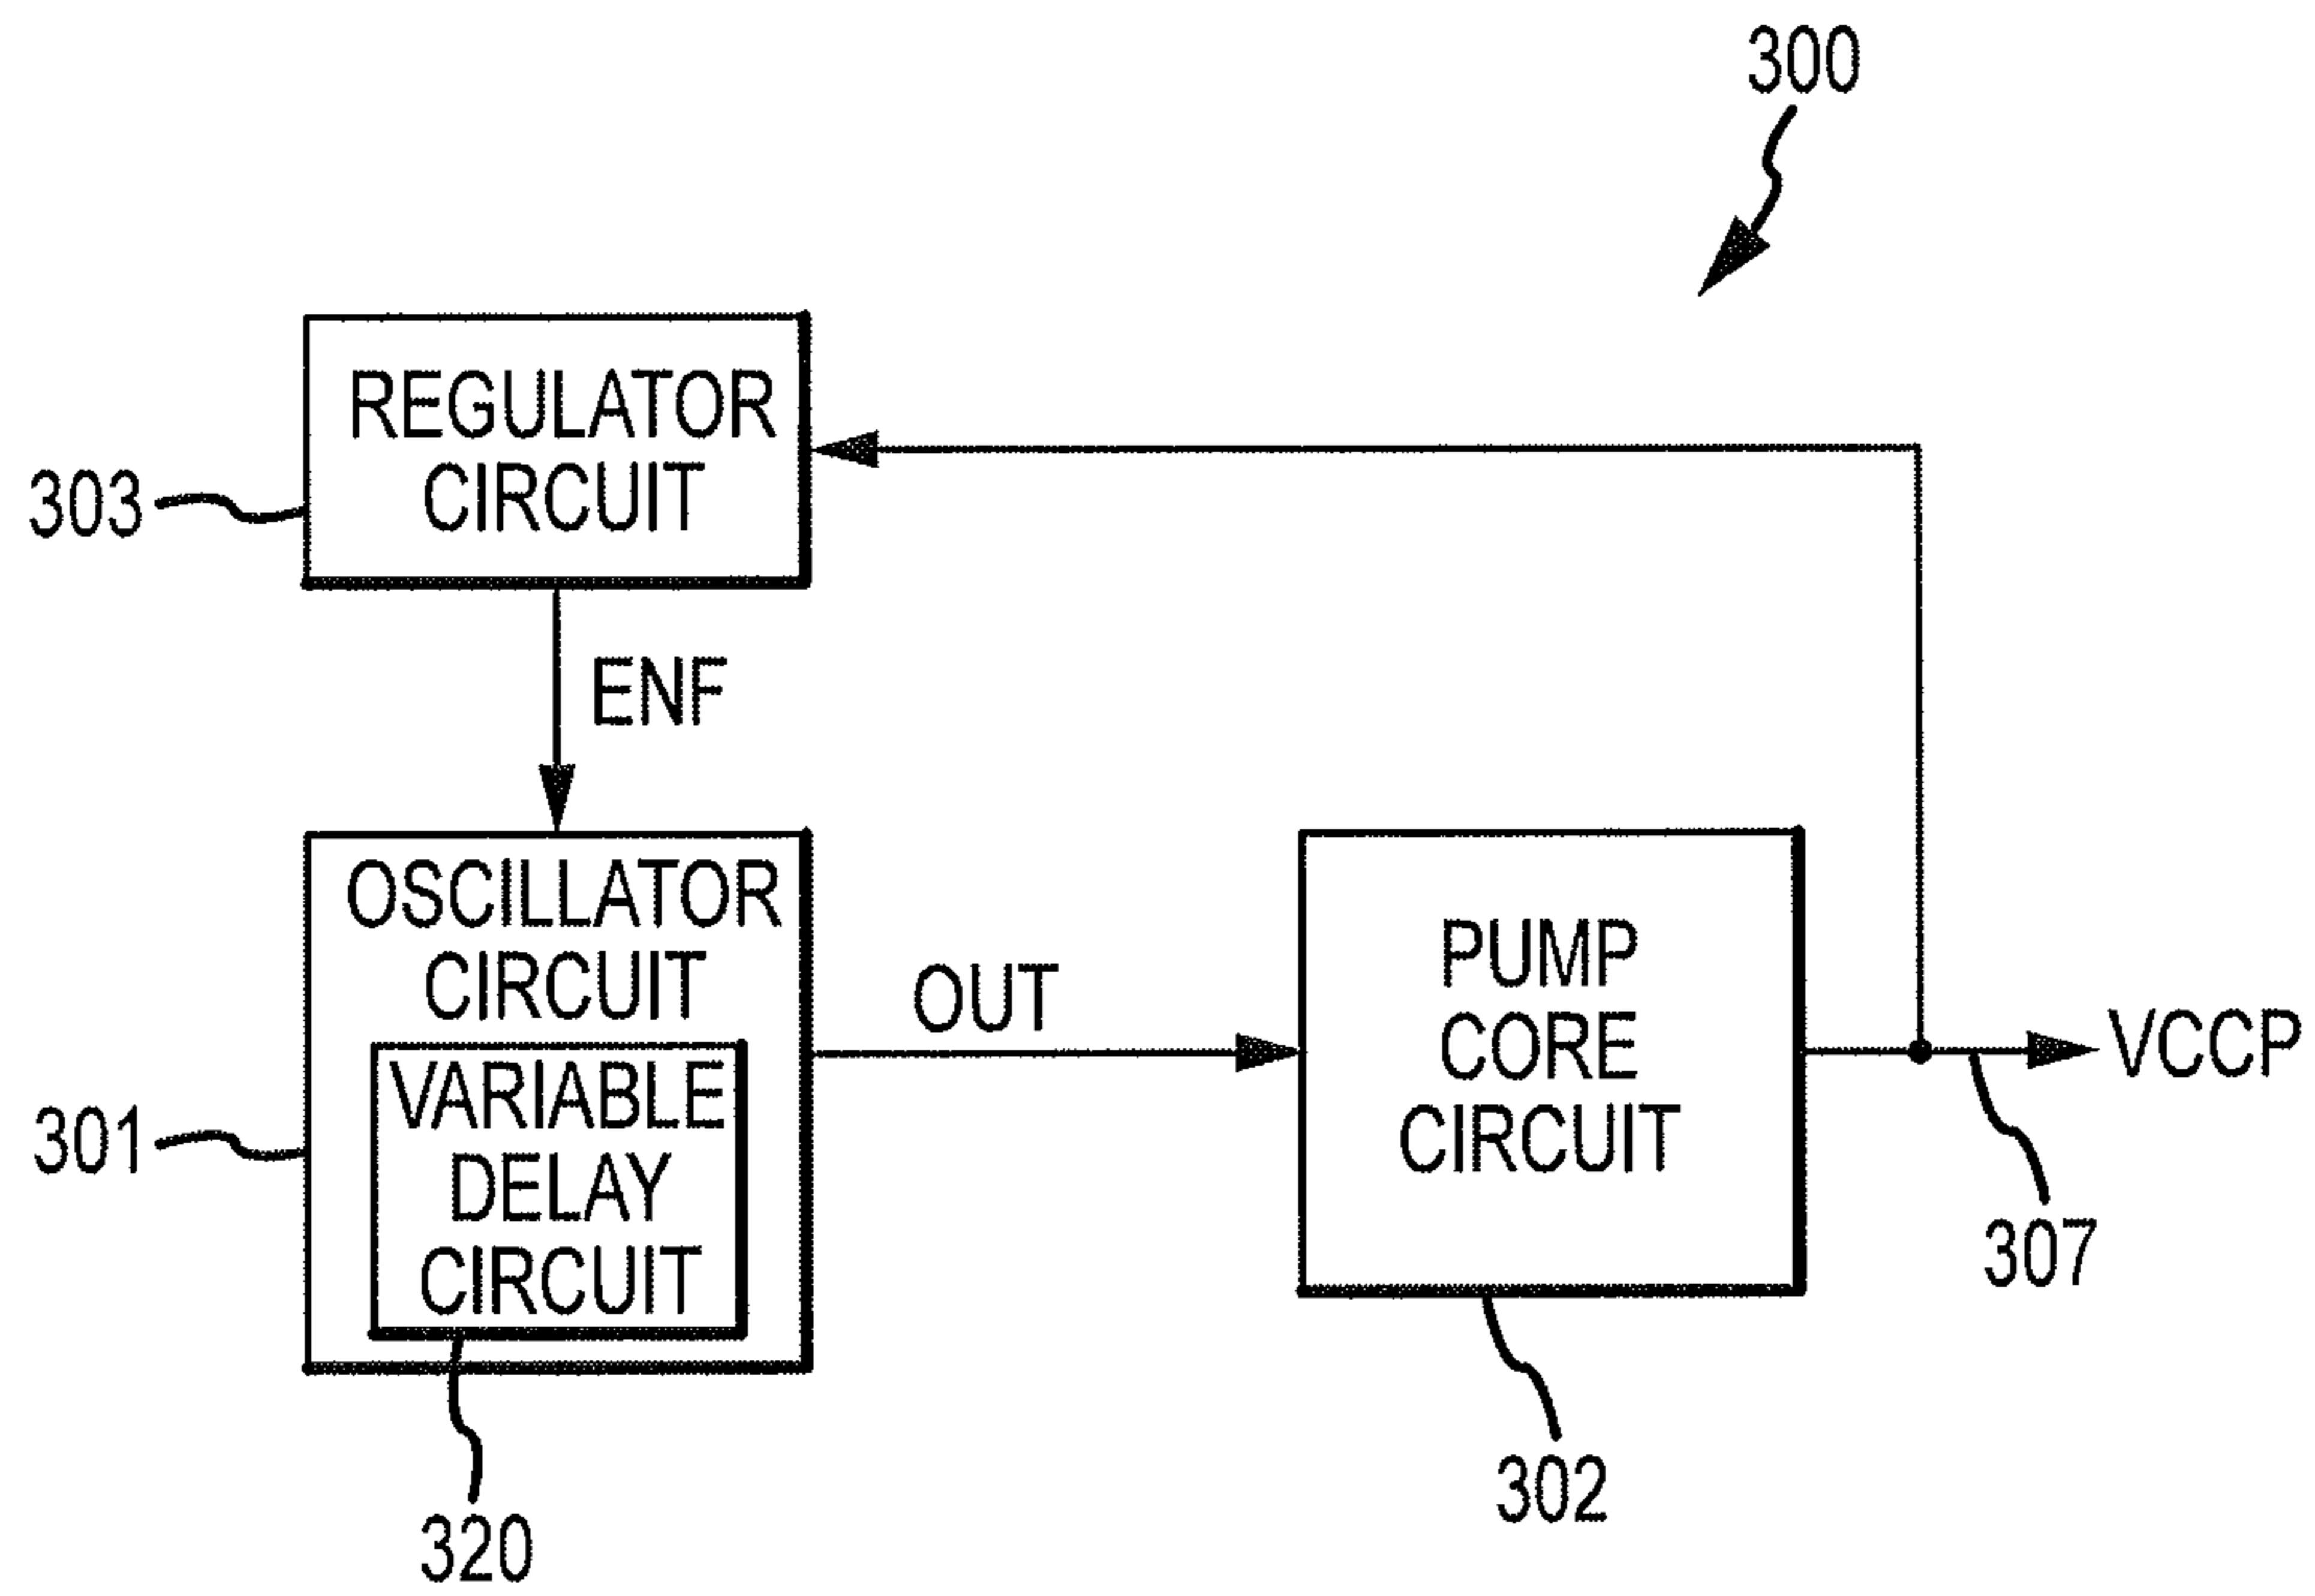 300
REGULATOR
CIRCUIT
303
ENF
OSCILLATOR
CIRCUIT
VARIABLE
DELAY
CIRCUIT
301
320
OUT
PUMP
CORE
CIRCUIT
302
VCCP
307